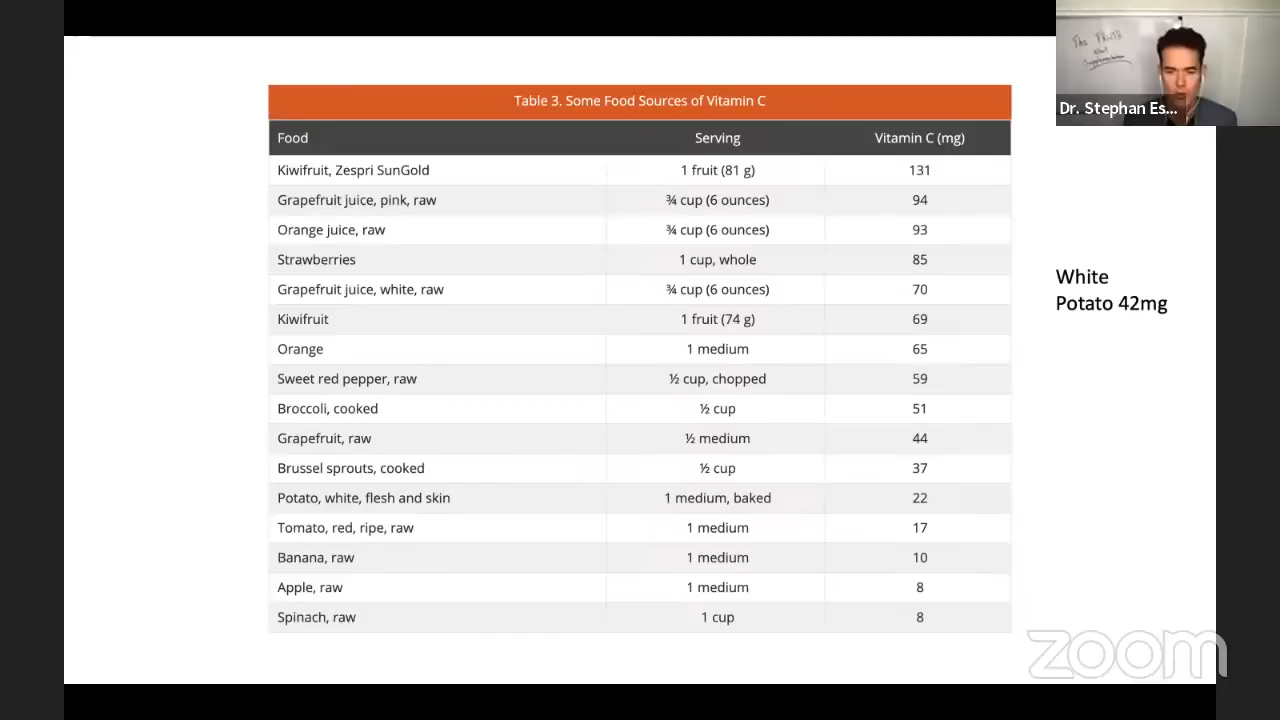 The TRUTH
About
Supplementation
Dr. Stephan Es...
Table 3. Some Food Sources of Vitamin C
Food Serving Vitamin C (mg)
Kiwifruit, Zespri SunGold 1 fruit (81 g) 131
Grapefruit juice, pink, raw ¾ cup (6 ounces) 94
Orange juice, raw ¾ cup (6 ounces) 93
Strawberries 1 cup, whole 85
Grapefruit juice, white, raw ¾ cup (6 ounces) 70
Kiwifruit 1 fruit (74 g) 69
Orange 1 medium 65
Sweet red pepper, raw ½ cup, chopped 59
Broccoli, cooked ½ cup 51
Grapefruit, raw ½ medium 44
Brussel sprouts, cooked ½ cup 37
Potato, white, flesh and skin 1 medium, baked 22
Tomato, red, ripe, raw 1 medium 17
Banana, raw 1 medium 10
Apple, raw 1 medium 8
Spinach, raw 1 cup 8
White
Potato 42mg
zoom